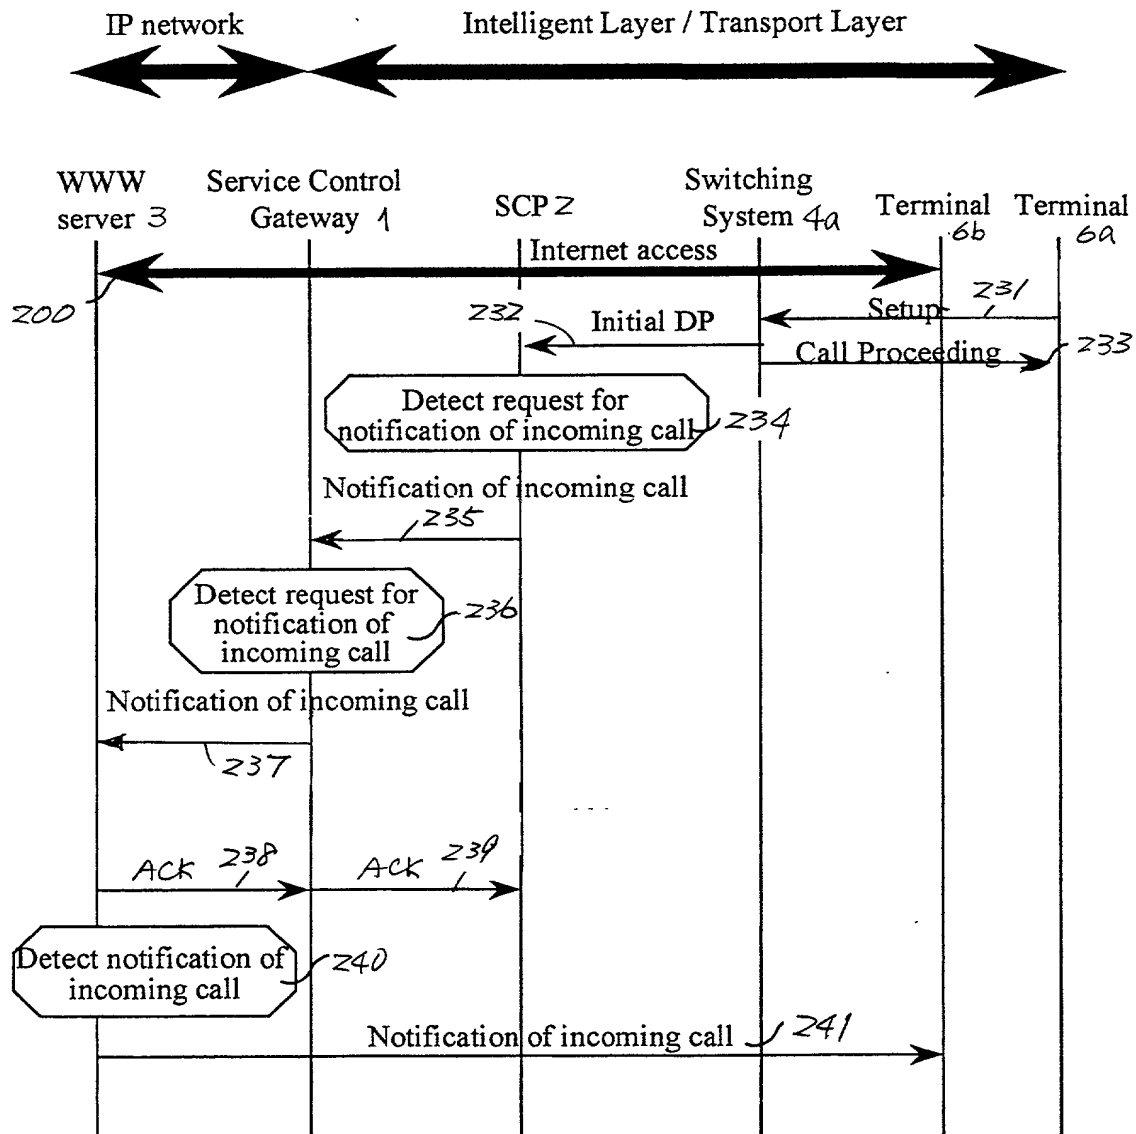 IP network
Intelligent Layer / Transport Layer
WWW
server 3
Service Control
Gateway 1
SCP 2
Switching
System 4a
Terminal
6b
Terminal
6a
Internet access
200
Setup
231
232
Initial DP
Call Proceeding
233
Detect request for
notification of incoming call
234
Notification of incoming call
235
Detect request for
notification of
incoming call
236
Notification of incoming call
237
ACK 238
ACK 239
Detect notification of
incoming call
240
Notification of incoming call
241